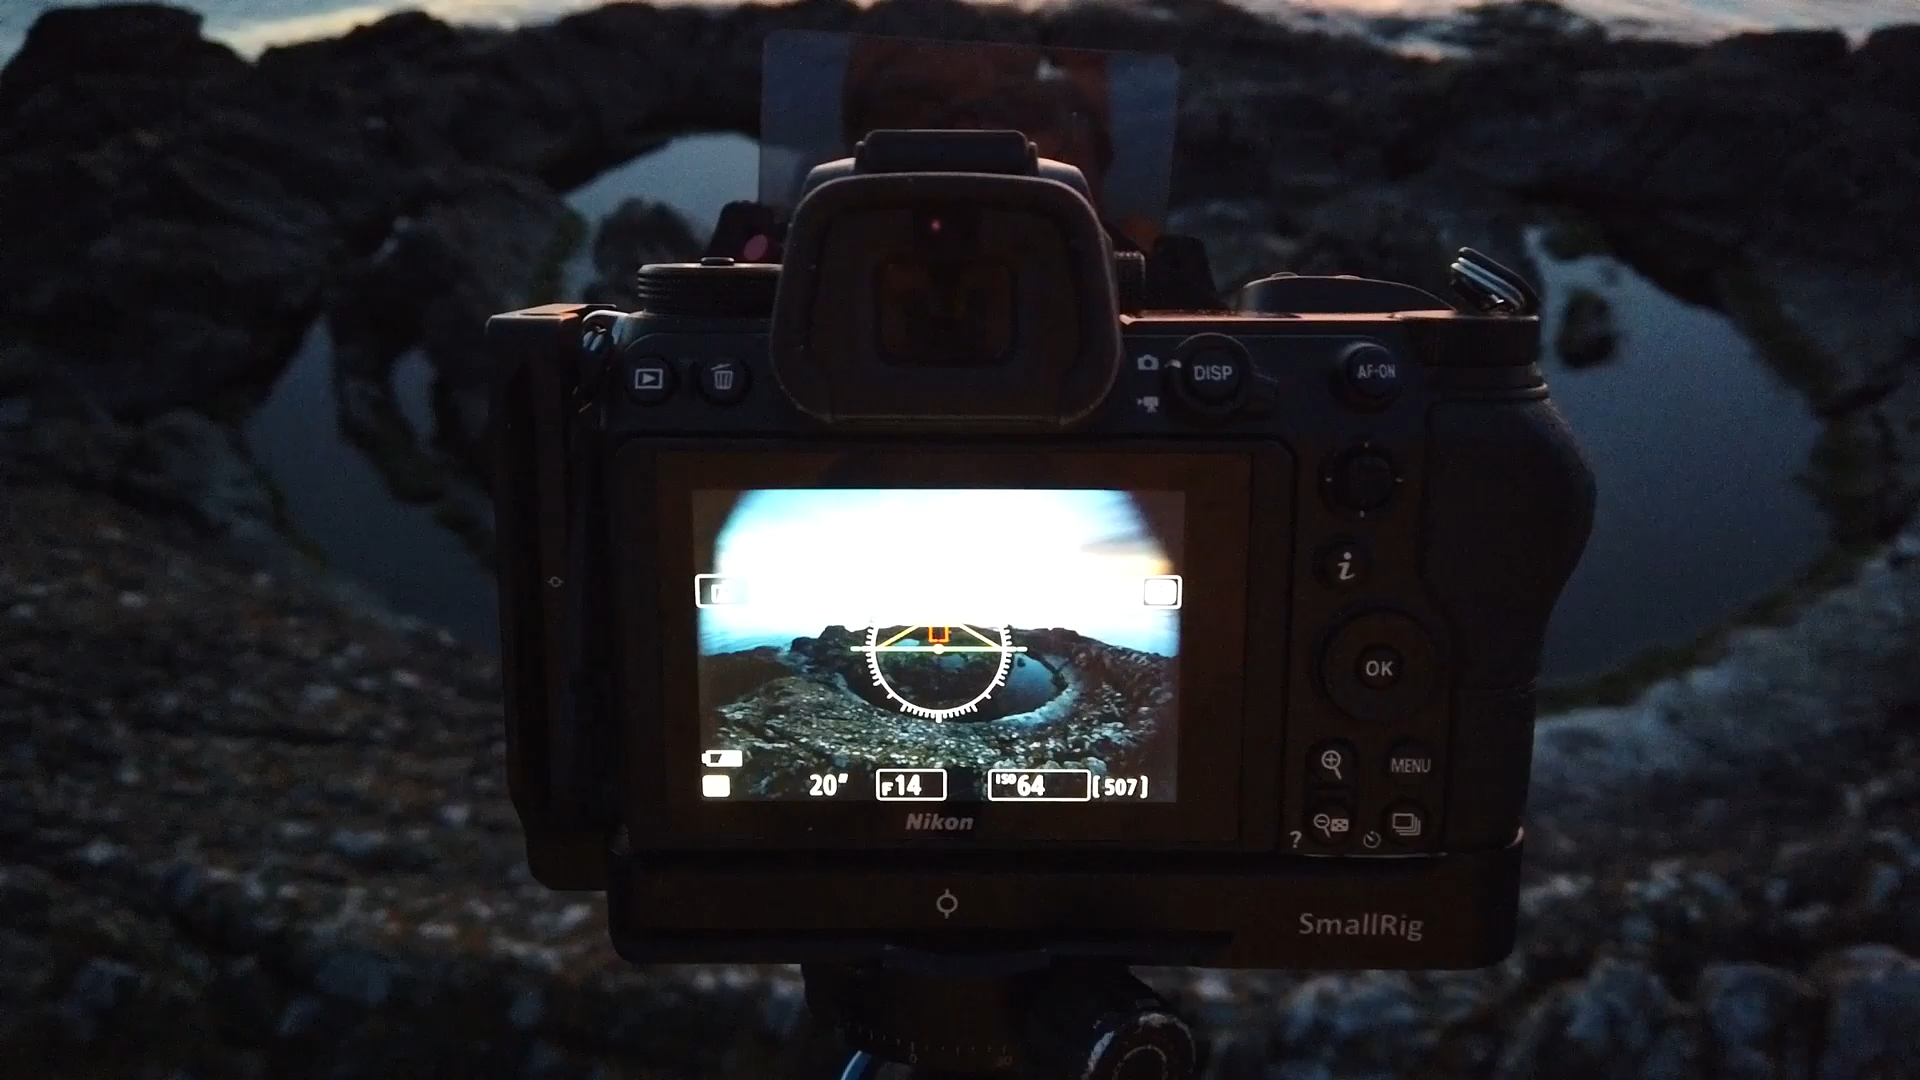 DISP
AF-ON
i
OK
20" F14 ISO 64 [507]
Nikon
MENU
?
SmallRig